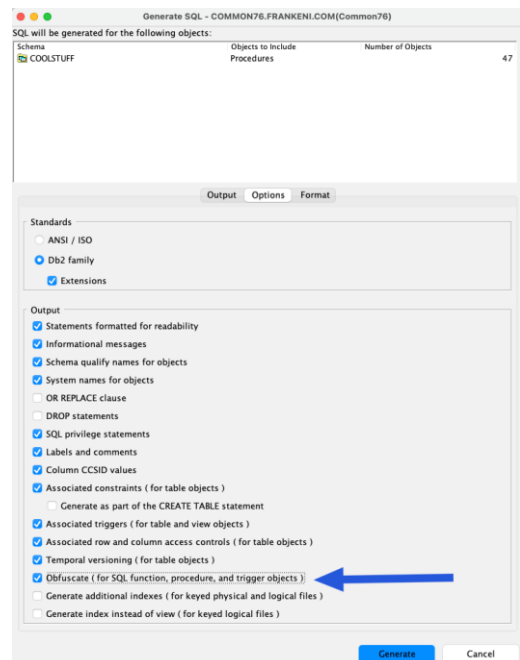 Generate SQL - COMMON76.FRANKENI.COM(Common76)
SQL will be generated for the following objects:
Schema Objects to Include Number of Objects
COOLSTUFF Procedures 47
Output Options Format
Standards
ANSI / ISO
Db2 family
Extensions
Output
Statements formatted for readability
Informational messages
Schema qualify names for objects
System names for objects
OR REPLACE clause
DROP statements
SQL privilege statements
Labels and comments
Column CCSID values
Associated constraints ( for table objects )
Generate as part of the CREATE TABLE statement
Associated triggers ( for table and view objects )
Associated row and column access controls ( for table objects )
Temporal versioning ( for table objects )
Obfuscate ( for SQL function, procedure, and trigger objects )
Generate additional indexes ( for keyed physical and logical files )
Generate index instead of view ( for keyed logical files )
Generate Cancel